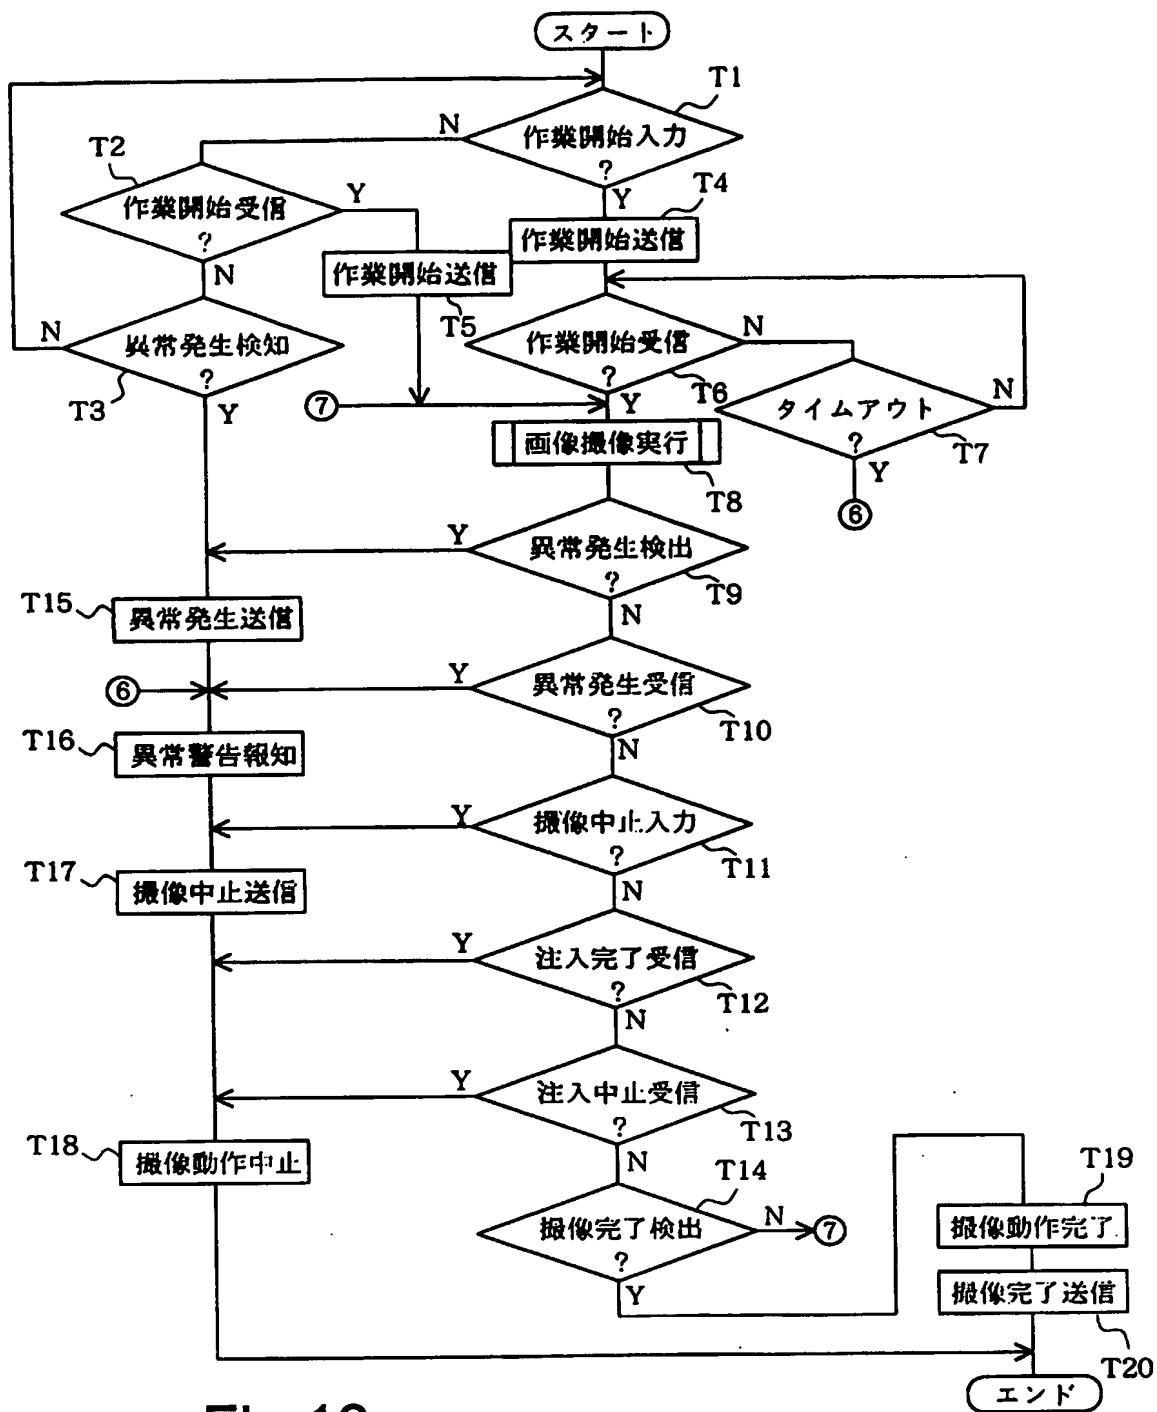 スタート
T1
作業開始入力
?
N
Y
T2
作業開始受信
?
Y
N
T4
作業開始送信
作業開始送信
T5
異常発生検知
?
N
Y
T3
作業開始受信
?
N
Y
T6
タイムアウト
?
N
Y
T7
⑥
⑦
画像撮像実行
T8
異常発生検出
?
Y
N
T9
T15
異常発生送信
異常発生受信
?
Y
N
T10
⑥
T16
異常警告報知
撮像中止入力
?
Y
N
T11
T17
撮像中止送信
注入完了受信
?
Y
N
T12
注入中止受信
?
Y
N
T13
T18
撮像動作中止
T14
撮像完了検出
?
N
⑦
Y
T19
撮像動作完了
撮像完了送信
T20
エンド